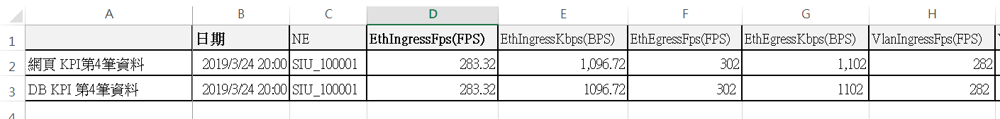 A B C D E F G H
1 日期 NE EthIngressFps(FPS) EthIngressKbps(BPS) EthEgressFps(FPS) EthEgressKbps(BPS) VlanIngressFps(FPS)
2 網頁 KPI第4筆資料 2019/3/24 20:00 SIU_100001 283.32 1,096.72 302 1,102 282
3 DB KPI 第4筆資料 2019/3/24 20:00 SIU_100001 283.32 1096.72 302 1102 282
4